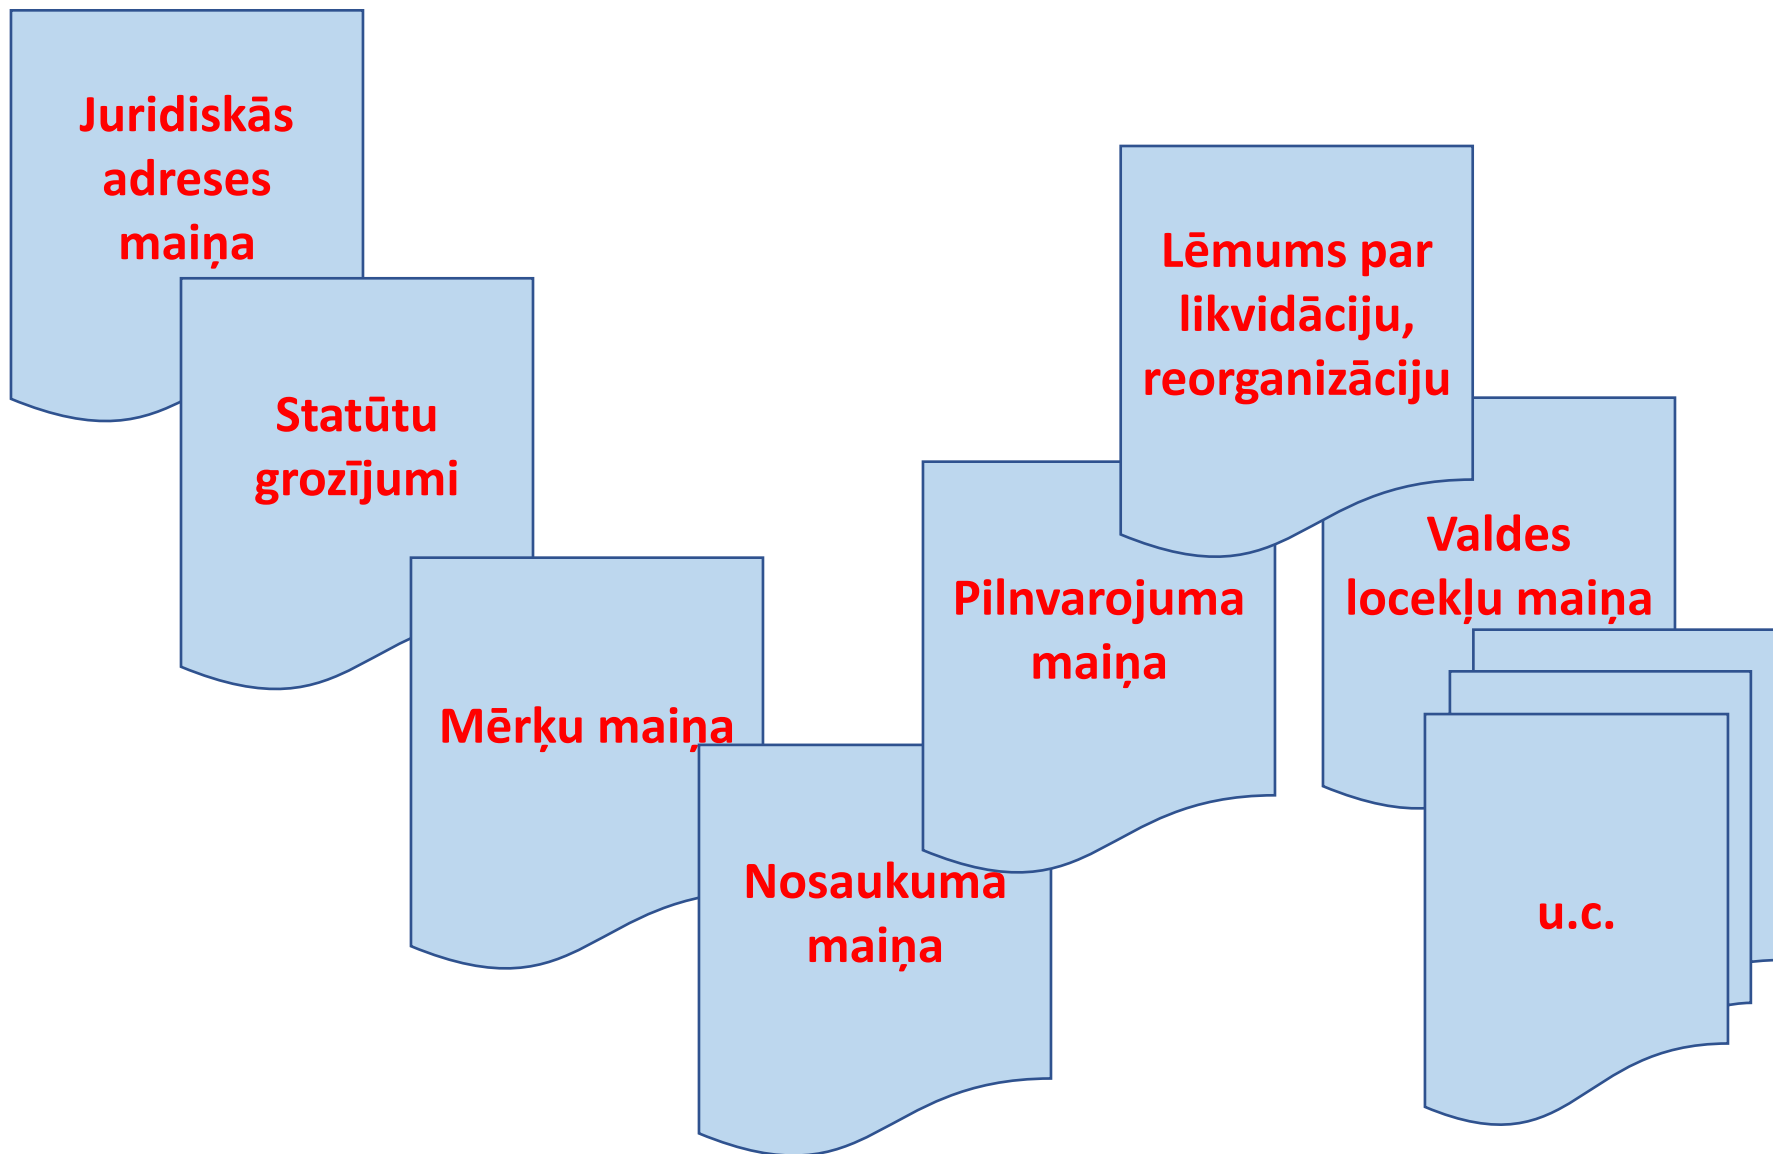 Juridiskās
adreses
maiņa
Statūtu
grozījumi
Mērķu maiņa
Nosaukuma
maiņa
Pilnvarojuma
maiņa
Lēmums par
likvidāciju,
reorganizāciju
Valdes
locekļu maiņa
u.c.